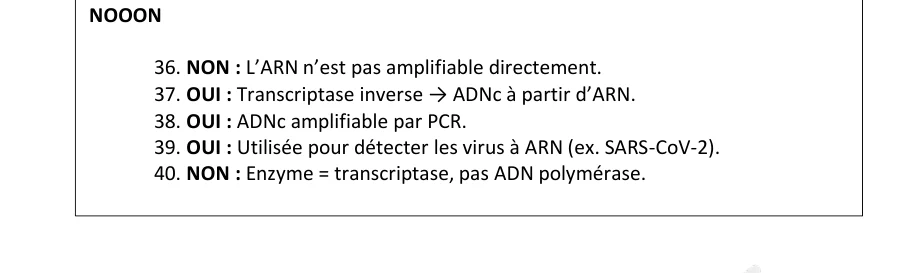 NOOON
36. NON : L’ARN n’est pas amplifiable directement.
37. OUI : Transcriptase inverse → ADNc à partir d’ARN.
38. OUI : ADNc amplifiable par PCR.
39. OUI : Utilisée pour détecter les virus à ARN (ex. SARS-CoV-2).
40. NON : Enzyme = transcriptase, pas ADN polymérase.